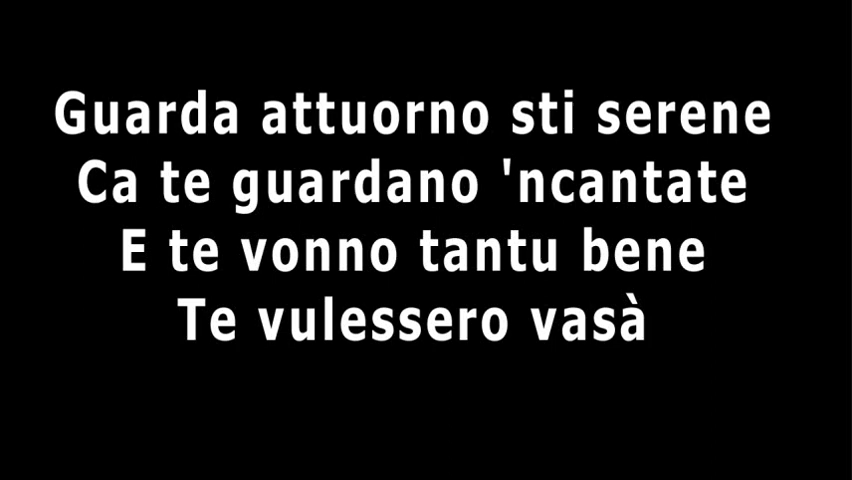 Guarda attuorno sti serene
Ca te guardano 'ncantate
E te vonno tantu bene
Te vulessero vasà